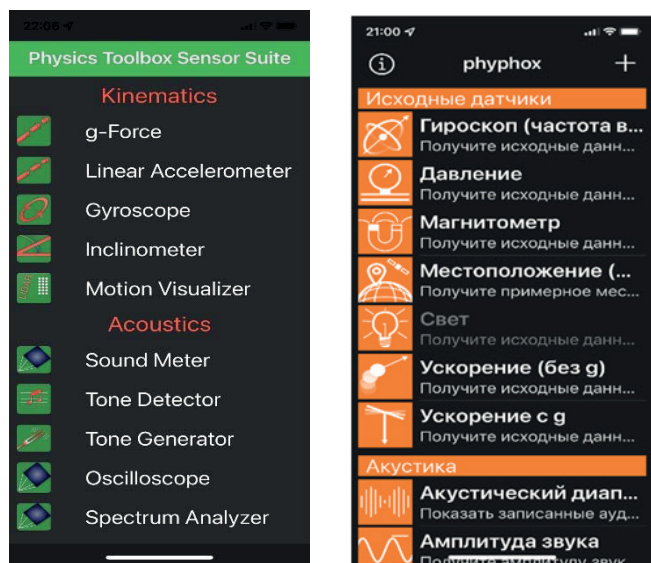 22:06
Physics Toolbox Sensor Suite
Kinematics
g-Force
Linear Accelerometer
Gyroscope
Inclinometer
Motion Visualizer
Acoustics
Sound Meter
Tone Detector
Tone Generator
Oscilloscope
Spectrum Analyzer
21:00
phyphox
Исходные датчики
Гироскоп (частота в...
Получите исходные данн...
Давление
Получите исходные данн...
Магнитометр
Получите исходные данн...
Местоположение (...
Получите примерное мес...
Свет
Получите исходные данн...
Ускорение (без g)
Получите исходные данн...
Ускорение с g
Получите исходные данн...
Акустика
Акустический диап...
Показать записанные ауд...
Амплитуда звука
Получите амплитуду звук...